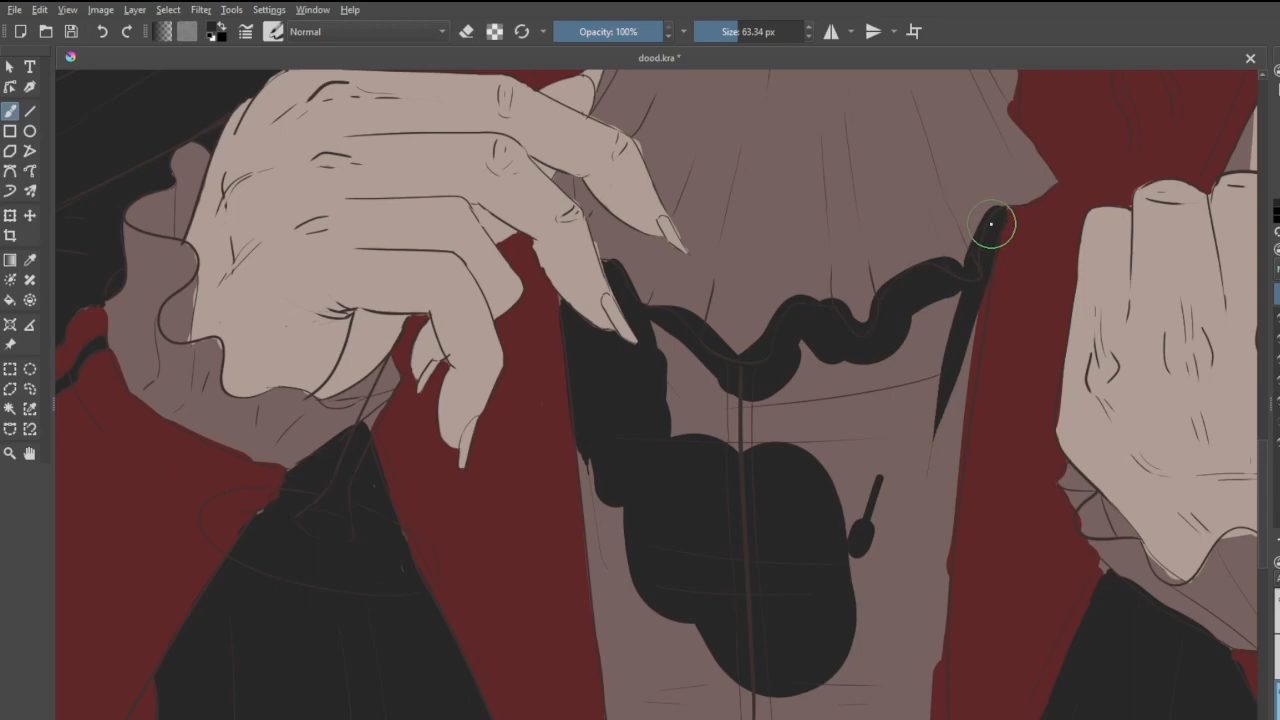 File Edit View Image Layer Select Filter Tools Settings Window Help
Normal Opacity: 100% Size: 63.34 px
dood.kra *